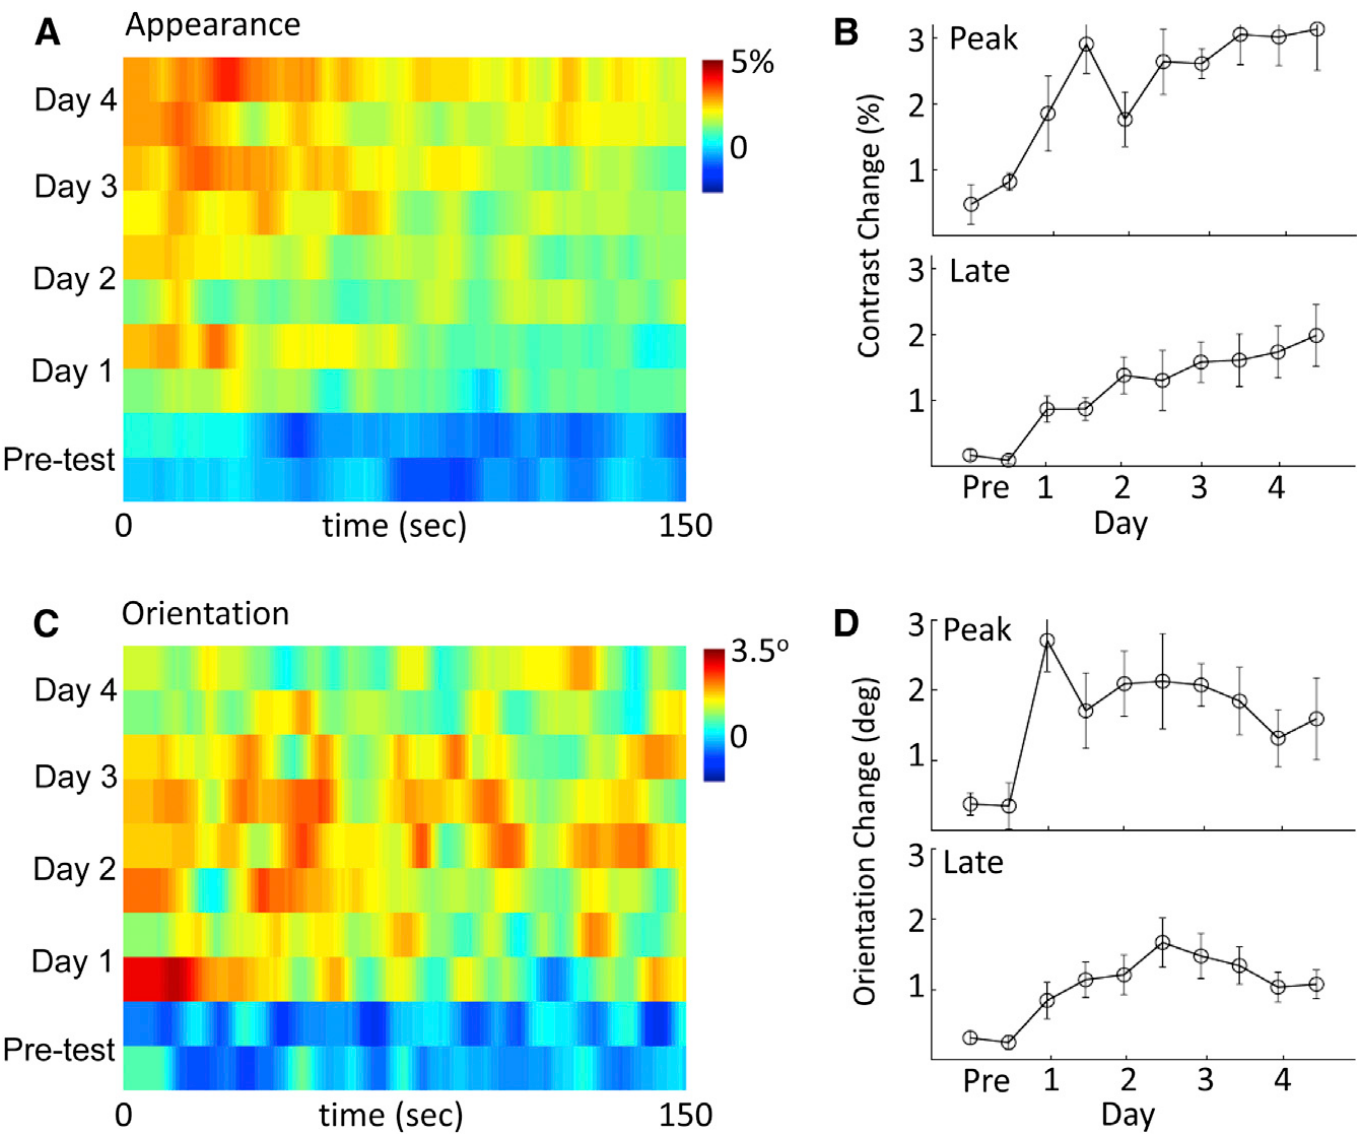 A Appearance
5%
0
Day 4
Day 3
Day 2
Day 1
Pre-test
0 time (sec) 150
B
Contrast Change (%)
Peak
3
2
1
Late
3
2
1
Pre 1 2 3 4
Day
C Orientation
3.5º
0
Day 4
Day 3
Day 2
Day 1
Pre-test
0 time (sec) 150
D
Orientation Change (deg)
Peak
3
2
1
Late
3
2
1
Pre 1 2 3 4
Day